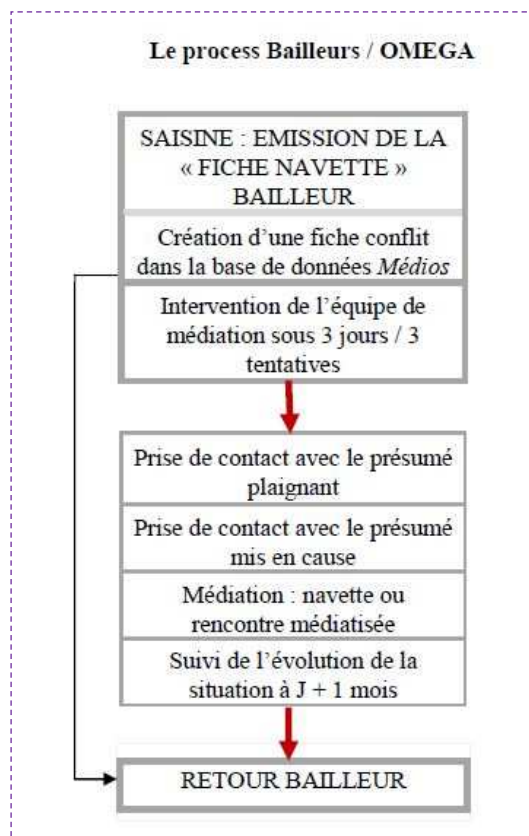 Le process Bailleurs / OMEGA
SAISINE : EMISSION DE LA
« FICHE NAVETTE »
BAILLEUR
Création d’une fiche conflit
dans la base de données Médios
Intervention de l’équipe de
médiation sous 3 jours / 3
tentatives
Prise de contact avec le présumé
plaignant
Prise de contact avec le présumé
mis en cause
Médiation : navette ou
rencontre médiatisée
Suivi de l’évolution de la
situation à J + 1 mois
RETOUR BAILLEUR